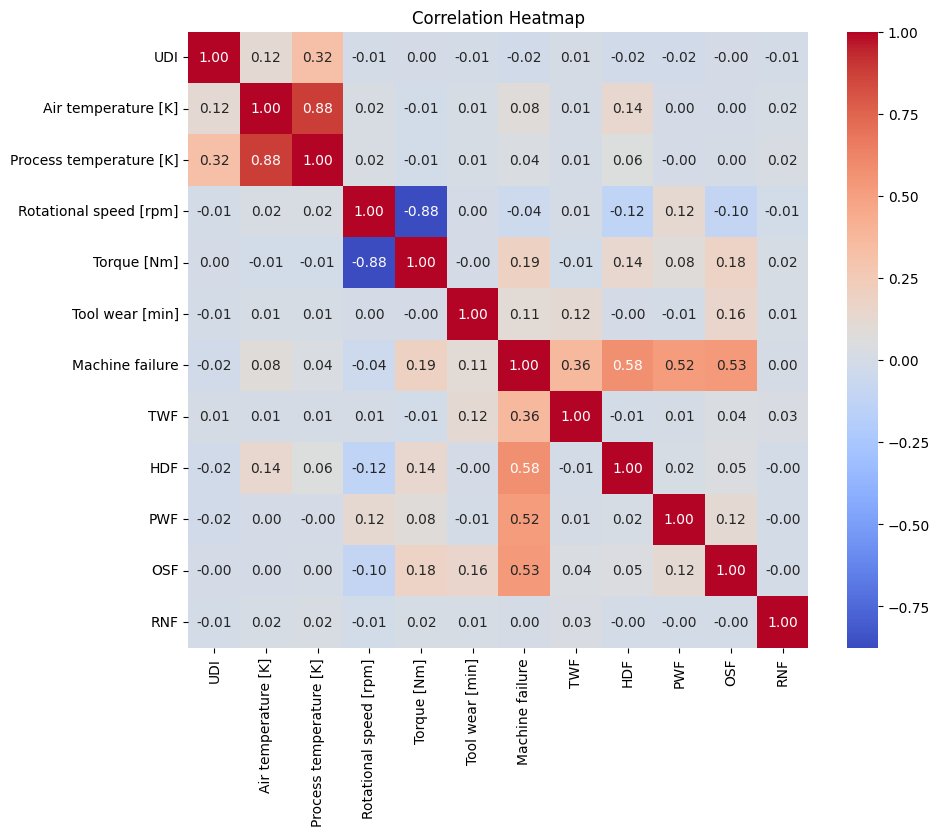 Correlation Heatmap
UDI 1.00 0.12 0.32 -0.01 0.00 -0.01 -0.02 0.01 -0.02 -0.02 -0.00 -0.01
Air temperature [K] 0.12 1.00 0.88 0.02 -0.01 0.01 0.08 0.01 0.14 0.00 0.00 0.02
Process temperature [K] 0.32 0.88 1.00 0.02 -0.01 0.01 0.04 0.01 0.06 -0.00 0.00 0.02
Rotational speed [rpm] -0.01 0.02 0.02 1.00 -0.88 0.00 -0.04 0.01 -0.12 0.12 -0.10 -0.01
Torque [Nm] 0.00 -0.01 -0.01 -0.88 1.00 -0.00 0.19 -0.01 0.14 0.08 0.18 0.02
Tool wear [min] -0.01 0.01 0.01 0.00 -0.00 1.00 0.11 0.12 -0.00 -0.01 0.16 0.01
Machine failure -0.02 0.08 0.04 -0.04 0.19 0.11 1.00 0.36 0.58 0.52 0.53 0.00
TWF 0.01 0.01 0.01 0.01 -0.01 0.12 0.36 1.00 -0.01 0.01 0.04 0.03
HDF -0.02 0.14 0.06 -0.12 0.14 -0.00 0.58 -0.01 1.00 0.02 0.05 -0.00
PWF -0.02 0.00 -0.00 0.12 0.08 -0.01 0.52 0.01 0.02 1.00 0.12 -0.00
OSF -0.00 0.00 0.00 -0.10 0.18 0.16 0.53 0.04 0.05 0.12 1.00 -0.00
RNF -0.01 0.02 0.02 -0.01 0.02 0.01 0.00 0.03 -0.00 -0.00 -0.00 1.00
UDI
Air temperature [K]
Process temperature [K]
Rotational speed [rpm]
Torque [Nm]
Tool wear [min]
Machine failure
TWF
HDF
PWF
OSF
RNF
1.00
0.75
0.50
0.25
0.00
-0.25
-0.50
-0.75